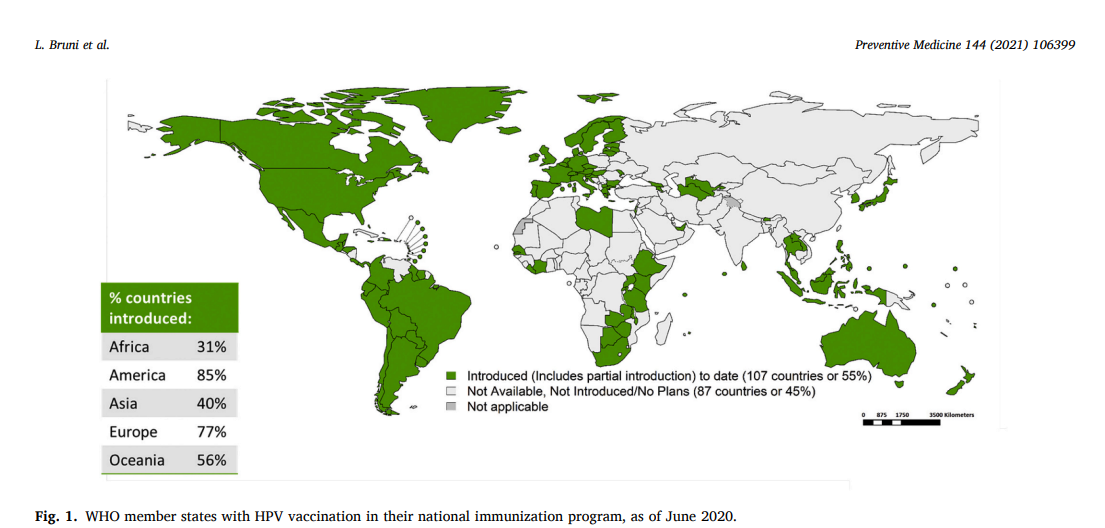 L. Bruni et al.
Preventive Medicine 144 (2021) 106399
% countries
introduced:
Africa 31%
America 85%
Asia 40%
Europe 77%
Oceania 56%
Introduced (Includes partial introduction) to date (107 countries or 55%)
Not Available, Not Introduced/No Plans (87 countries or 45%)
Not applicable
0 875 1750 3500 Kilometers
Fig. 1. WHO member states with HPV vaccination in their national immunization program, as of June 2020.